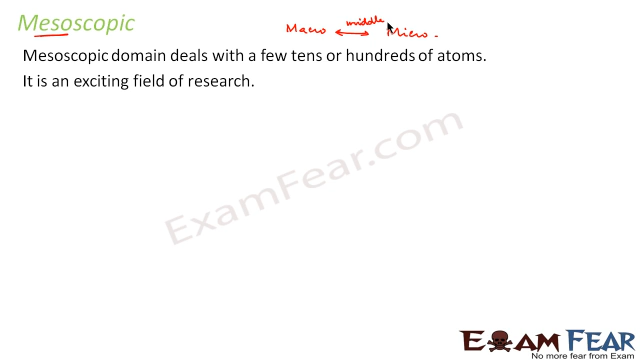 Mesoscopic
Macro ⟷ middle Micro.
Mesoscopic domain deals with a few tens or hundreds of atoms.
It is an exciting field of research.
ExamFear.com
EXAM FEAR
No more fear from Exam